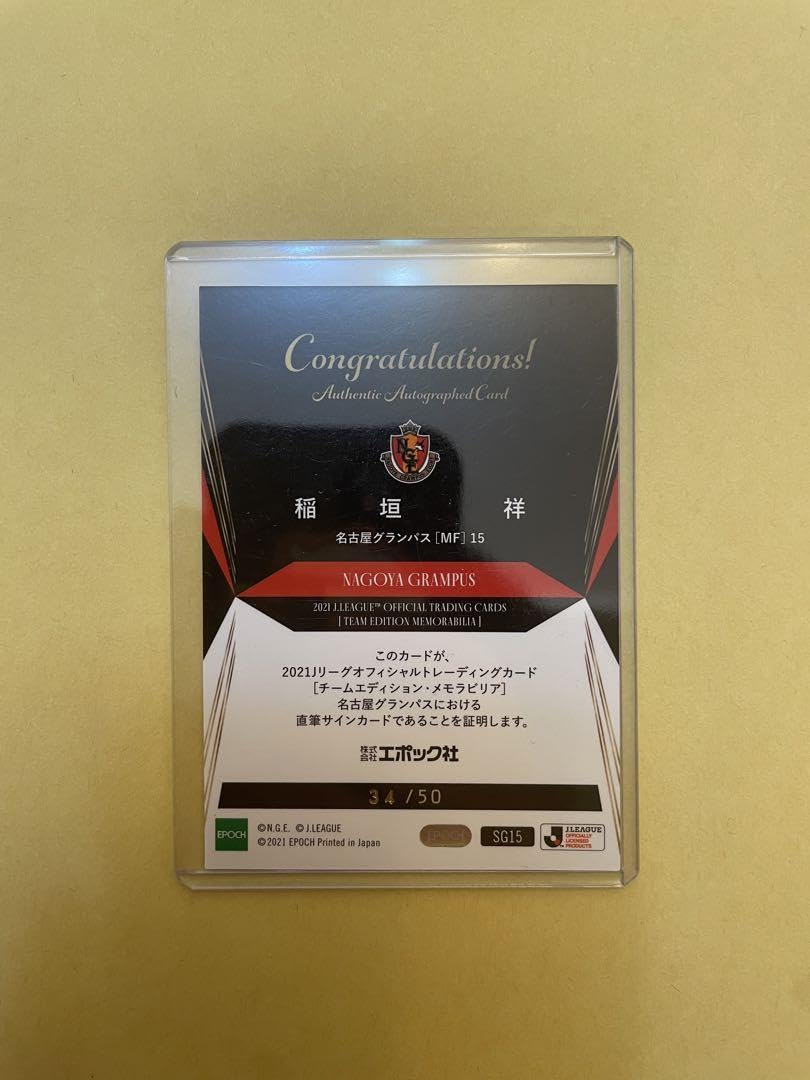 Congratulations!
Authentic Autographed Card
NGE
稲垣 祥
名古屋グランパス [MF] 15
NAGOYA GRAMPUS
2021 J.LEAGUE™ OFFICIAL TRADING CARDS
[ TEAM EDITION MEMORABILIA ]
このカードが、
2021Jリーグオフィシャルトレーディングカード
[チームエディション・メモラビリア]
名古屋グランパスにおける
直筆サインカードであることを証明します。
株式会社エポック社
34 /50
EPOCH
©N.G.E. ©J.LEAGUE
©2021 EPOCH Printed in Japan
EPOCH
SG15
J.LEAGUE
OFFICIALLY
LICENSED
PRODUCTS